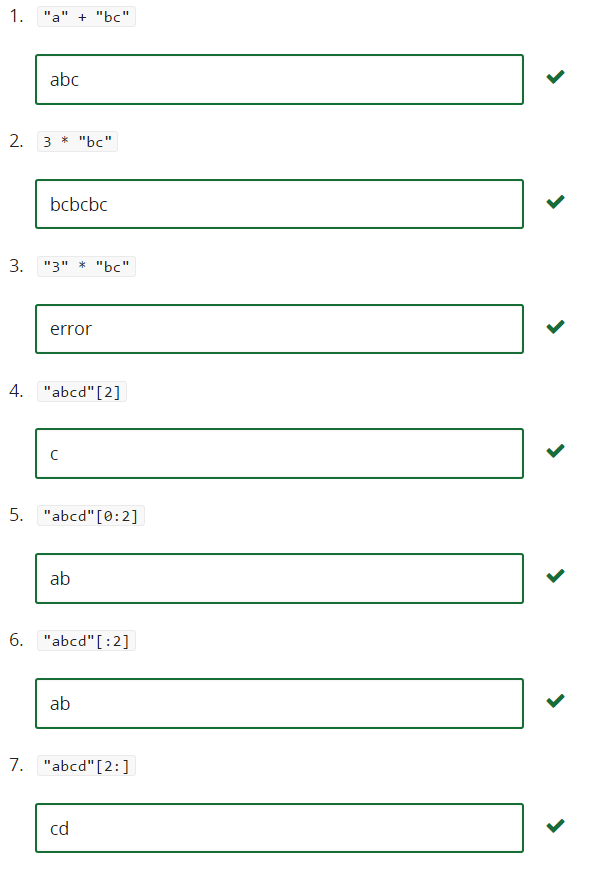 1. "a" + "bc"
abc
2. 3 * "bc"
bcbcbc
3. "3" * "bc"
error
4. "abcd"[2]
c
5. "abcd"[0:2]
ab
6. "abcd"[:2]
ab
7. "abcd"[2:]
cd